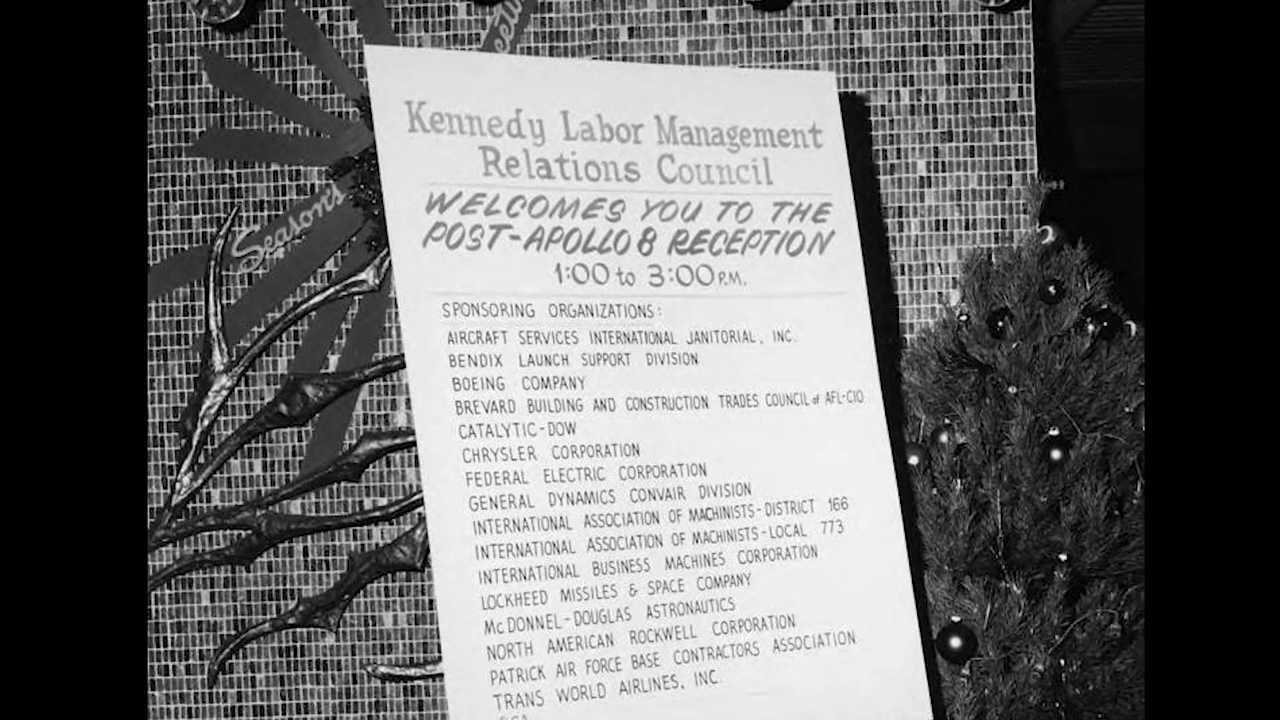 Season's
Kennedy Labor Management
Relations Council
WELCOMES YOU TO THE
POST-APOLLO 8 RECEPTION
1:00 to 3:00 P.M.
SPONSORING ORGANIZATIONS:
AIRCRAFT SERVICES INTERNATIONAL JANITORIAL, INC.
BENDIX LAUNCH SUPPORT DIVISION
BOEING COMPANY
BREVARD BUILDING AND CONSTRUCTION TRADES COUNCIL of AFL-CIO
CATALYTIC-DOW
CHRYSLER CORPORATION
FEDERAL ELECTRIC CORPORATION
GENERAL DYNAMICS CONVAIR DIVISION
INTERNATIONAL ASSOCIATION OF MACHINISTS-DISTRICT 166
INTERNATIONAL ASSOCIATION OF MACHINISTS-LOCAL 773
INTERNATIONAL BUSINESS MACHINES CORPORATION
LOCKHEED MISSILES & SPACE COMPANY
McDONNEL-DOUGLAS ASTRONAUTICS
NORTH AMERICAN ROCKWELL CORPORATION
PATRICK AIR FORCE BASE CONTRACTORS ASSOCIATION
TRANS WORLD AIRLINES, INC.